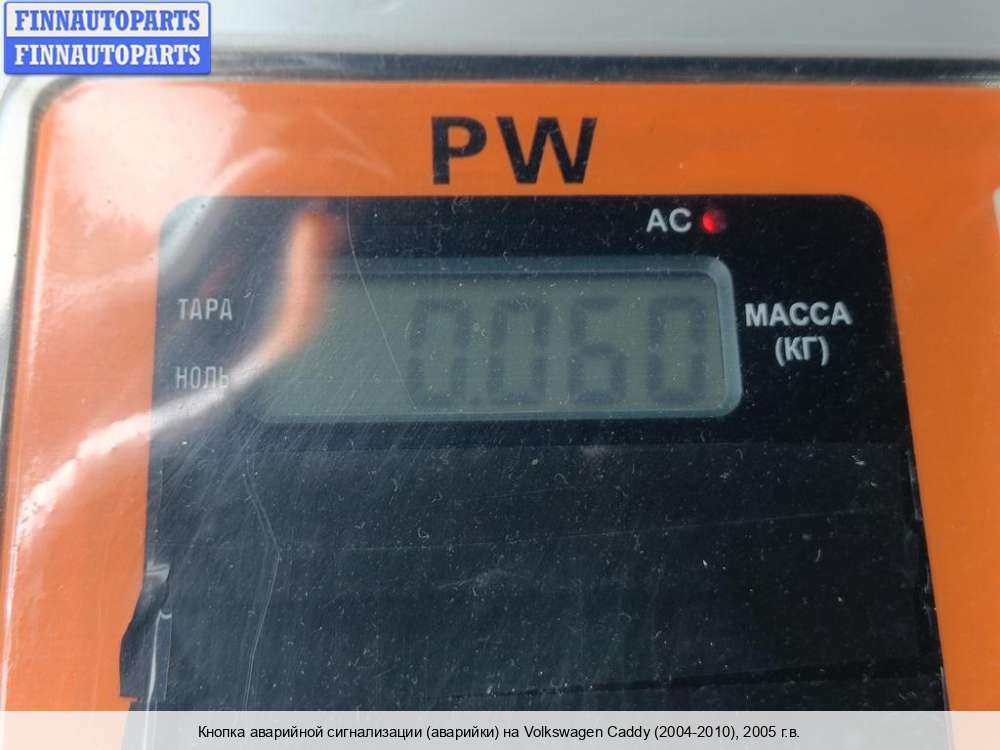 FINNAUTOPARTS
FINNAUTOPARTS
PW
AC
ТАРА
0.060
МАССА
(КГ)
НОЛЬ
Кнопка аварийной сигнализации (аварийки) на Volkswagen Caddy (2004-2010), 2005 г.в.